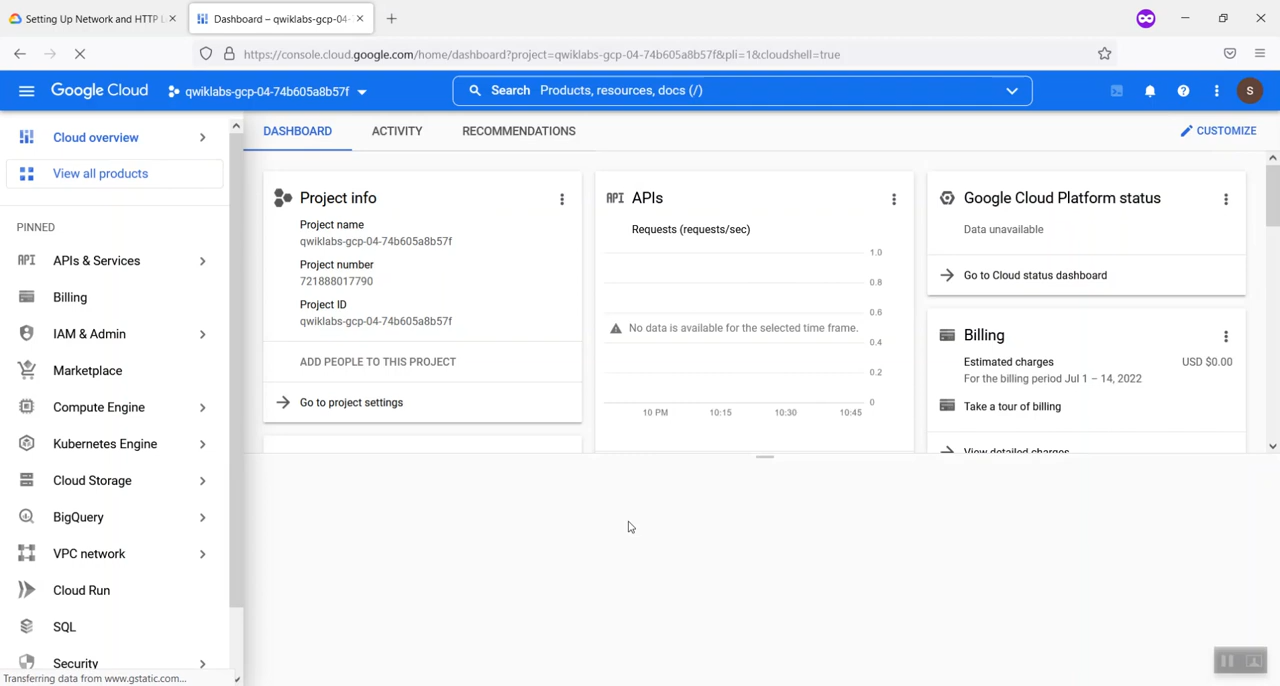 Setting Up Network and HTTP L
Dashboard – qwiklabs-gcp-04-
https://console.cloud.google.com/home/dashboard?project=qwiklabs-gcp-04-74b605a8b57f&pli=1&cloudshell=true
Google Cloud
qwiklabs-gcp-04-74b605a8b57f
Search Products, resources, docs (/)
S
Cloud overview
View all products
PINNED
API APIs & Services
Billing
IAM & Admin
Marketplace
Compute Engine
Kubernetes Engine
Cloud Storage
BigQuery
VPC network
Cloud Run
SQL
Security
Transferring data from www.gstatic.com...
DASHBOARD
ACTIVITY
RECOMMENDATIONS
CUSTOMIZE
Project info
Project name
qwiklabs-gcp-04-74b605a8b57f
Project number
721888017790
Project ID
qwiklabs-gcp-04-74b605a8b57f
ADD PEOPLE TO THIS PROJECT
Go to project settings
API APIs
Requests (requests/sec)
1.0
0.8
0.6
No data is available for the selected time frame.
0.4
0.2
0
10 PM 10:15 10:30 10:45
Google Cloud Platform status
Data unavailable
Go to Cloud status dashboard
Billing
Estimated charges USD $0.00
For the billing period Jul 1 – 14, 2022
Take a tour of billing
View detailed charges